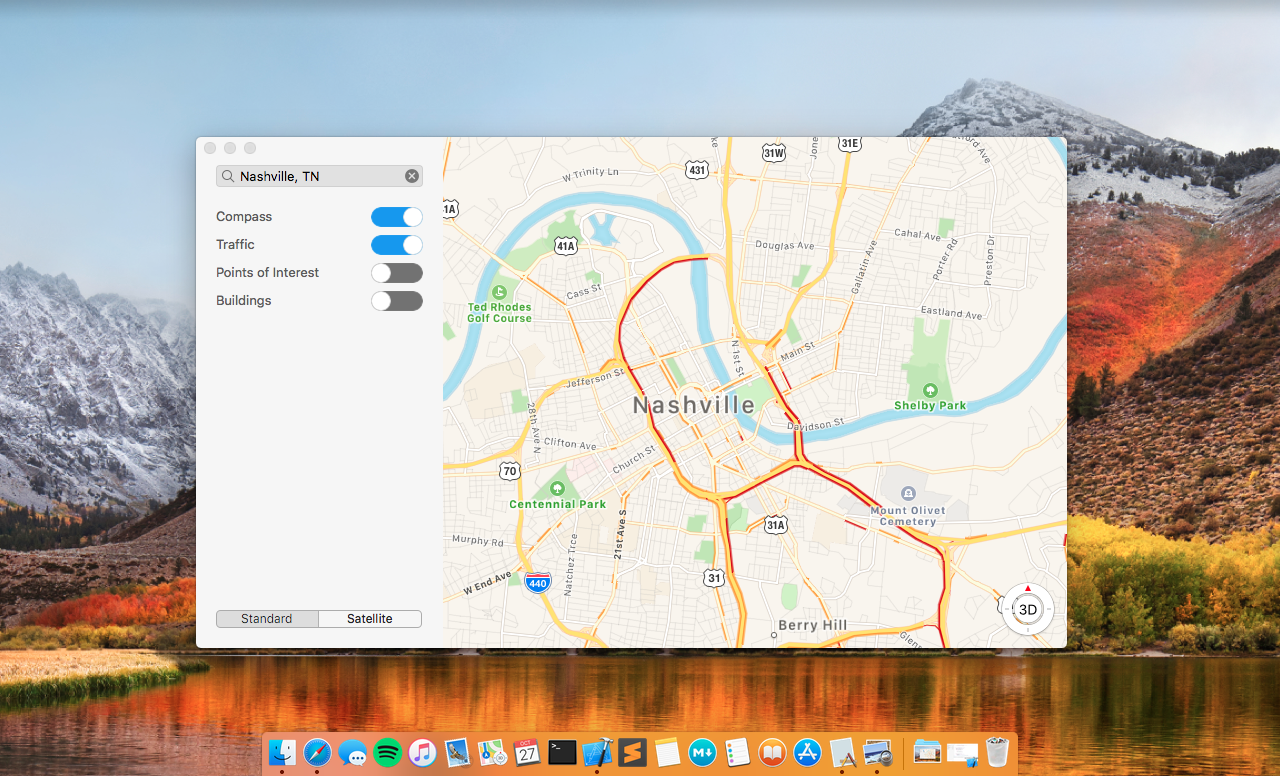 Nashville, TN
Compass
Traffic
Points of Interest
Buildings
Standard
Satellite
31W
31E
431
W Trinity Ln
1A
41A
Douglas Ave
Cahal Ave
Porter Rd
Preston Dr
Gallatin Ave
Cass St
Ted Rhodes
Golf Course
Eastland Ave
N 1st St
Main St
Jefferson St
Nashville
Shelby Park
28th Ave N
Davidson St
Clifton Ave
Church St
70
Centennial Park
Mount Olivet
Cemetery
31A
21st Ave S
Murphy Rd
Natchez Trce
W End Ave
440
31
3D
Berry Hill
OCT
27
>_
M